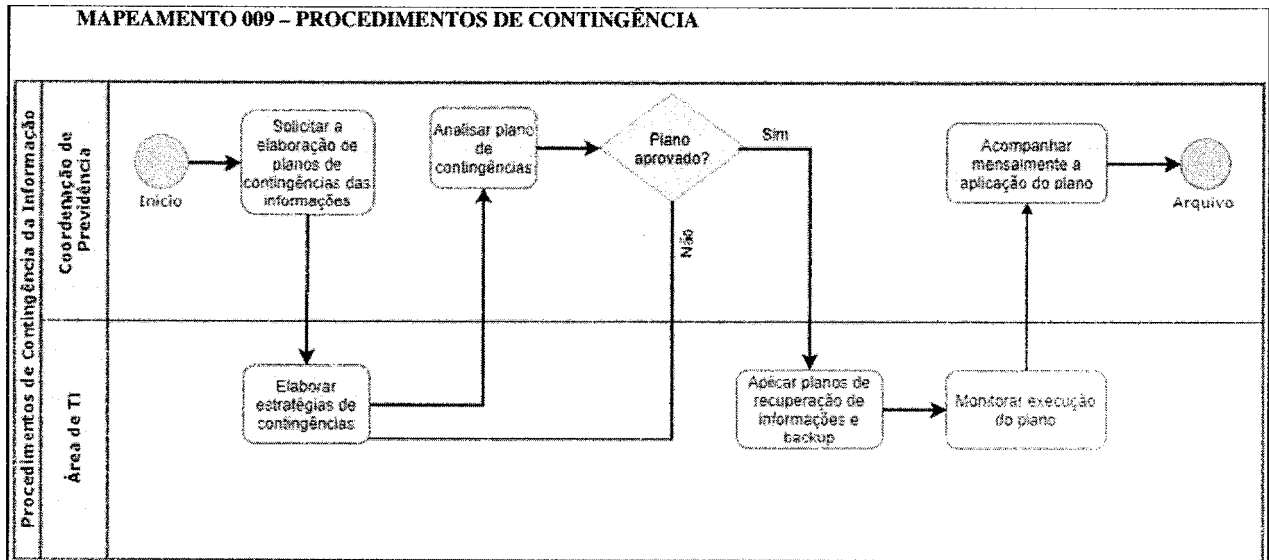 MAPEAMENTO 009 – PROCEDIMENTOS DE CONTINGÊNCIA
Procedimentos de Contingência da Informação
Coordenação de
Previdência
Início
Solicitar a
elaboração de
planos de
contingências das
informações
Analisar plano
de
contingências
Plano
aprovado?
Sim
Não
Acompanhar
mensalmente a
aplicação do plano
Arquivo
Área de TI
Elaborar
estratégias de
contingências
Aplicar planos de
recuperação de
informações e
backup
Monitorar execução
do plano